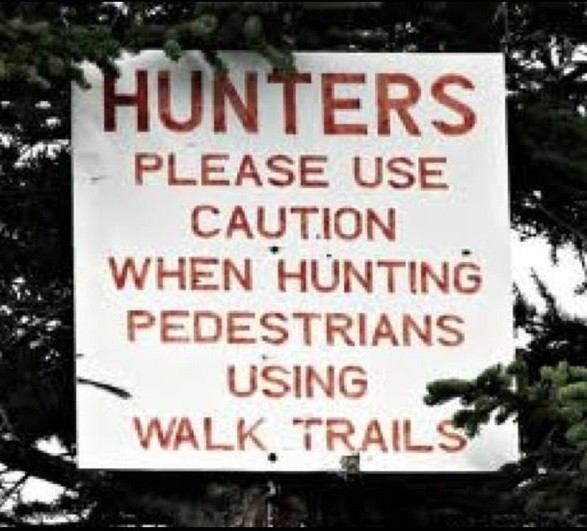 HUNTERS
PLEASE USE
CAUTION
WHEN HUNTING
PEDESTRIANS
USING
WALK TRAILS